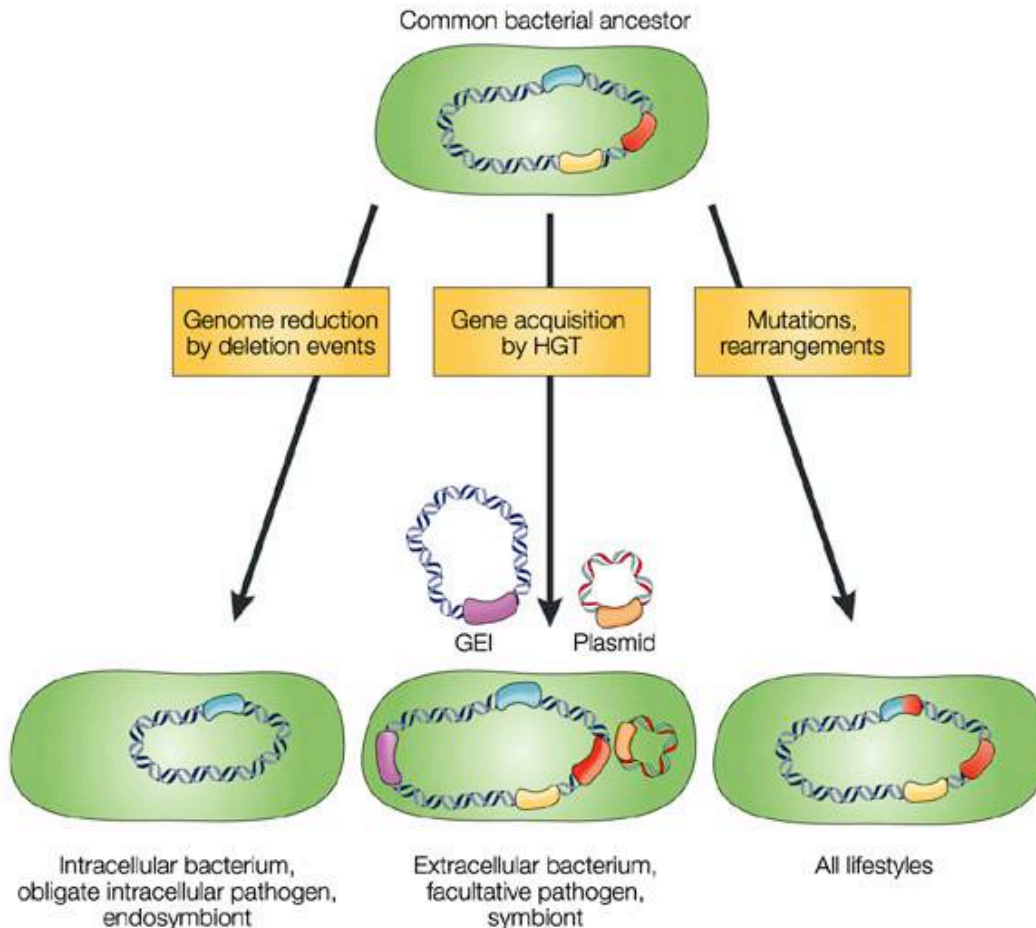 Common bacterial ancestor
Genome reduction
by deletion events
Gene acquisition
by HGT
Mutations,
rearrangements
GEI
Plasmid
Intracellular bacterium,
obligate intracellular pathogen,
endosymbiont
Extracellular bacterium,
facultative pathogen,
symbiont
All lifestyles